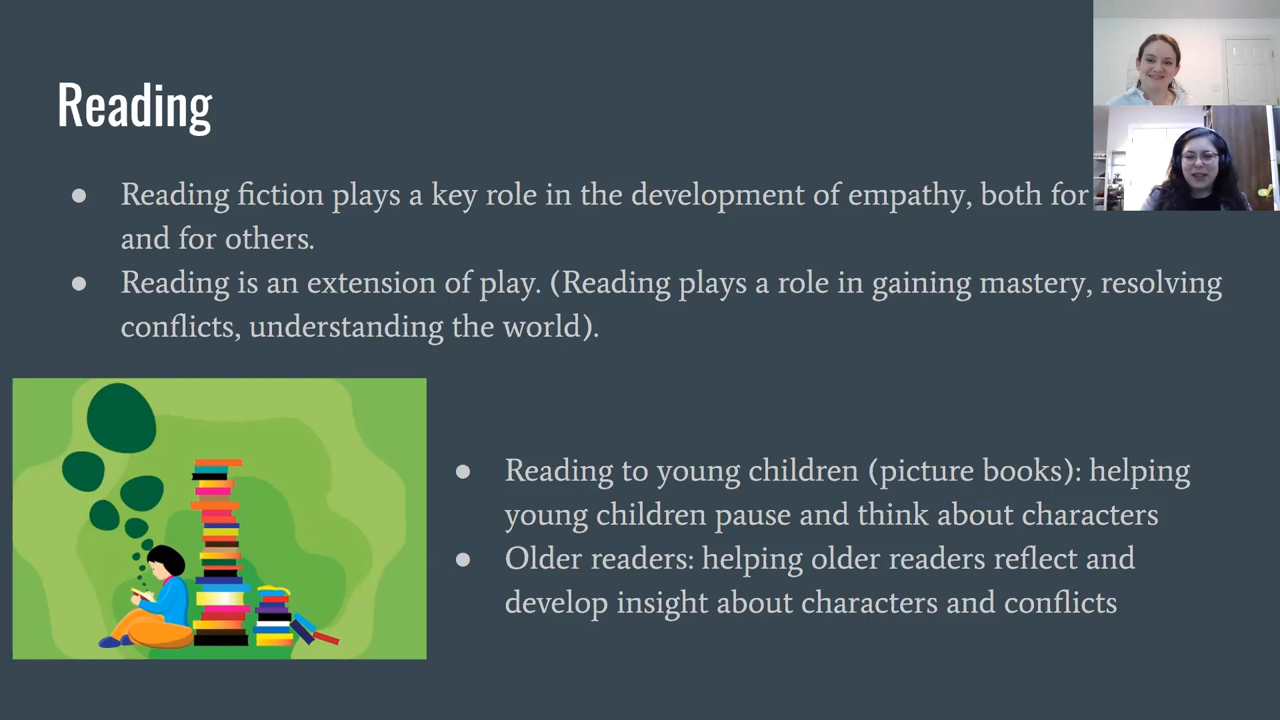 Reading
● Reading fiction plays a key role in the development of empathy, both for
and for others.
● Reading is an extension of play. (Reading plays a role in gaining mastery, resolving
conflicts, understanding the world).
● Reading to young children (picture books): helping
young children pause and think about characters
● Older readers: helping older readers reflect and
develop insight about characters and conflicts